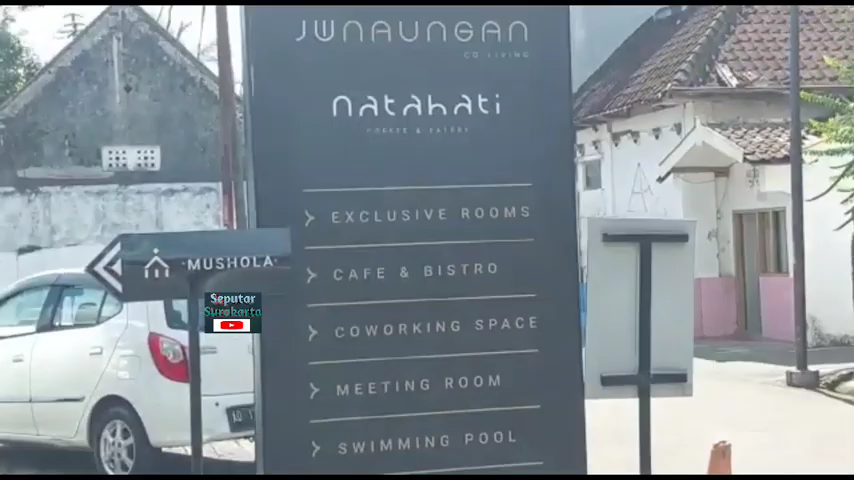 JWNAUNGAN
CO LIVING
natahati
COFFEE & EATERY
EXCLUSIVE ROOMS
MUSHOLA
CAFE & BISTRO
Seputar
Surakarta
COWORKING SPACE
MEETING ROOM
SWIMMING POOL